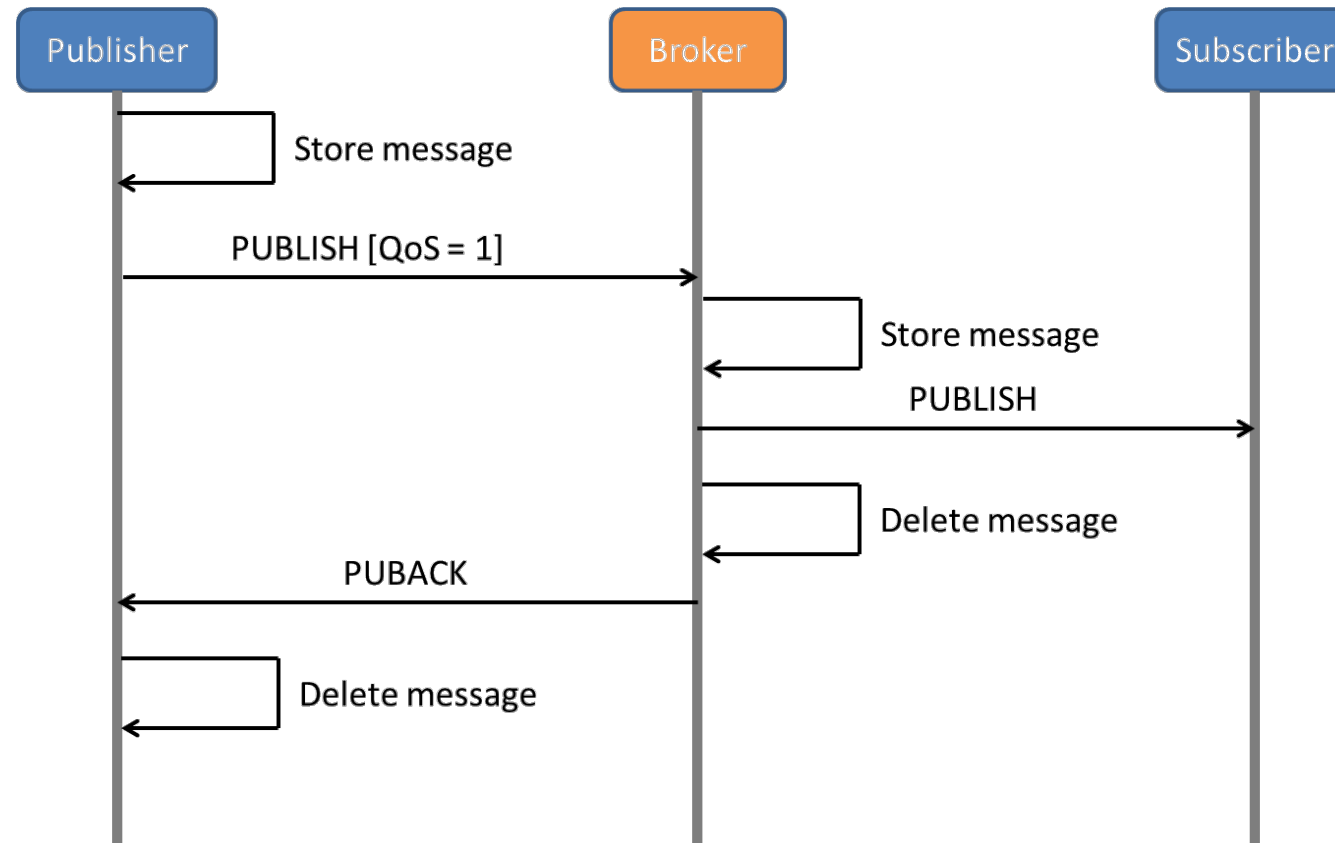 Publisher
Broker
Subscriber
Store message
PUBLISH [QoS = 1]
Store message
PUBLISH
Delete message
PUBACK
Delete message